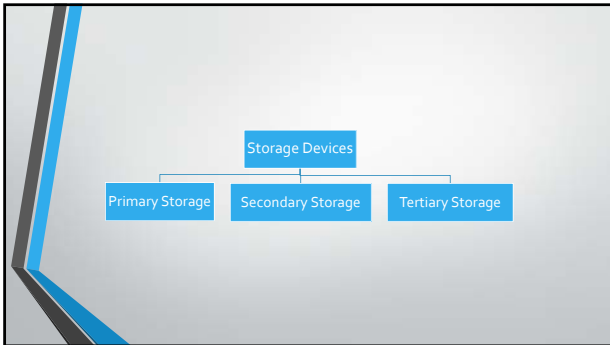 Storage Devices
Primary Storage
Secondary Storage
Tertiary Storage